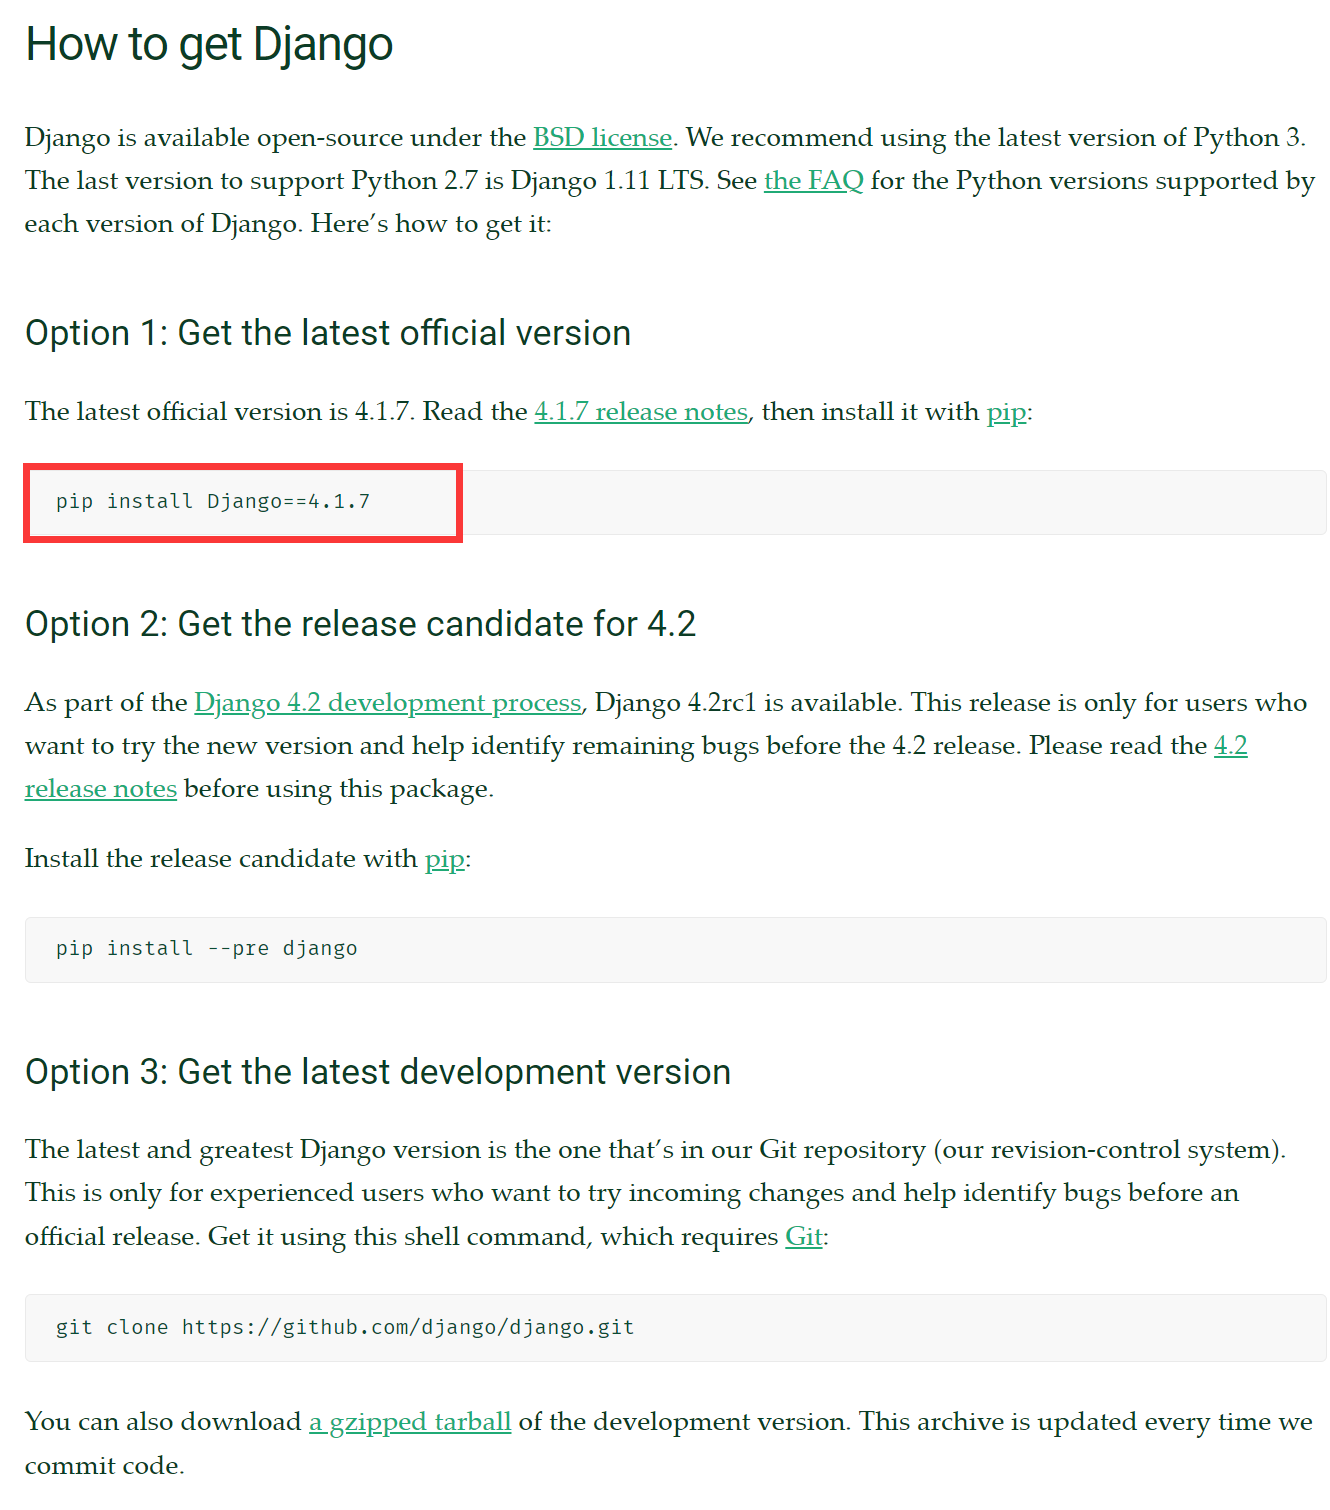 How to get Django
Django is available open-source under the BSD license. We recommend using the latest version of Python 3.
The last version to support Python 2.7 is Django 1.11 LTS. See the FAQ for the Python versions supported by
each version of Django. Here’s how to get it:
Option 1: Get the latest official version
The latest official version is 4.1.7. Read the 4.1.7 release notes, then install it with pip:
pip install Django==4.1.7
Option 2: Get the release candidate for 4.2
As part of the Django 4.2 development process, Django 4.2rc1 is available. This release is only for users who
want to try the new version and help identify remaining bugs before the 4.2 release. Please read the 4.2
release notes before using this package.
Install the release candidate with pip:
pip install --pre django
Option 3: Get the latest development version
The latest and greatest Django version is the one that’s in our Git repository (our revision-control system).
This is only for experienced users who want to try incoming changes and help identify bugs before an
official release. Get it using this shell command, which requires Git:
git clone https://github.com/django/django.git
You can also download a gzipped tarball of the development version. This archive is updated every time we
commit code.